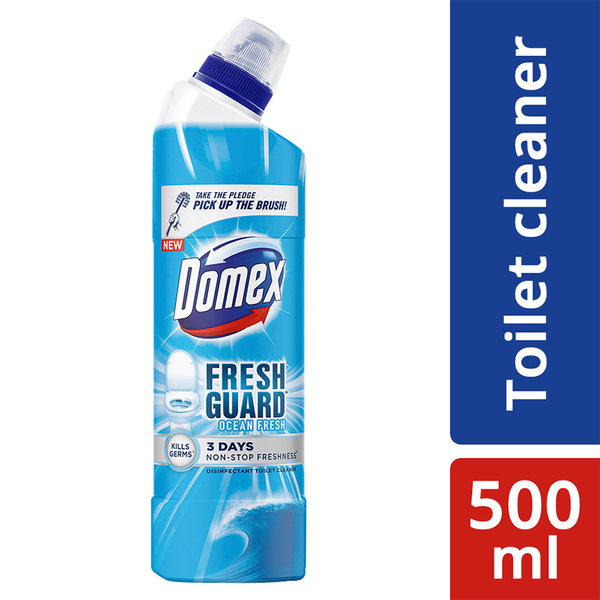 TAKE THE PLEDGE
PICK UP THE BRUSH!
NEW
Domex
FRESH
GUARD™
OCEAN FRESH
KILLS
GERMS*
3 DAYS
NON-STOP FRESHNESS*
DISINFECTANT TOILET CLEANER
Toilet cleaner
500
ml